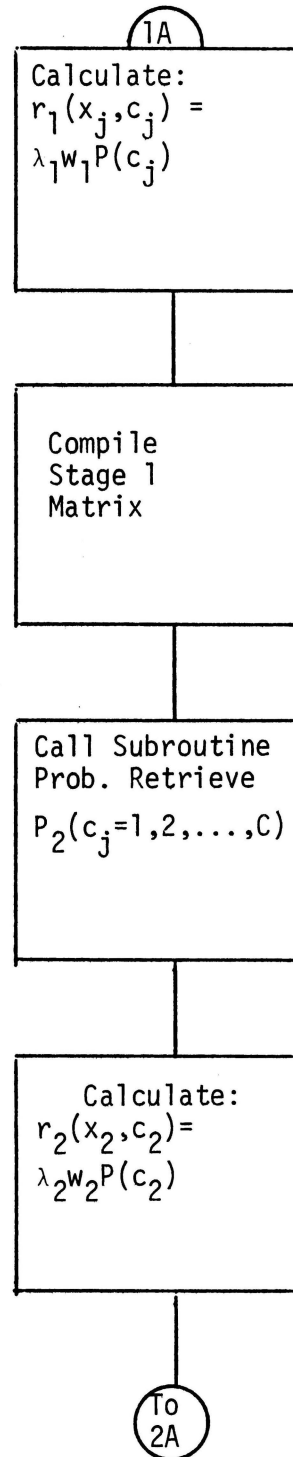 1A
Calculate:
r₁(xⱼ,cⱼ) =
λ₁w₁P(cⱼ)
Compile
Stage 1
Matrix
Call Subroutine
Prob. Retrieve
P₂(cⱼ=1,2,...,C)
Calculate:
r₂(x₂,c₂)=
λ₂w₂P(c₂)
To
2A